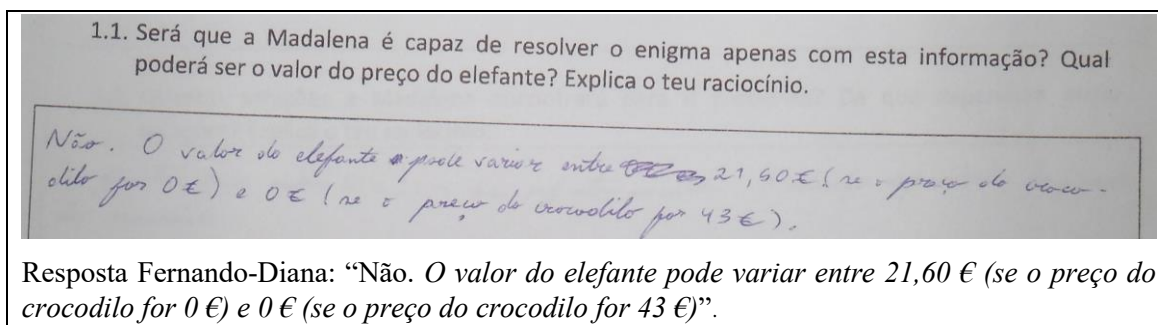 1.1. Será que a Madalena é capaz de resolver o enigma apenas com esta informação? Qual
poderá ser o valor do preço do elefante? Explica o teu raciocínio.
Não. O valor do elefante pode variar entre 21,60€ (se o preço do croco-
dilo for 0€) e 0€ (se o preço do crocodilo for 43€).
Resposta Fernando-Diana: “Não. O valor do elefante pode variar entre 21,60 € (se o preço do
crocodilo for 0 €) e 0 € (se o preço do crocodilo for 43 €)”.